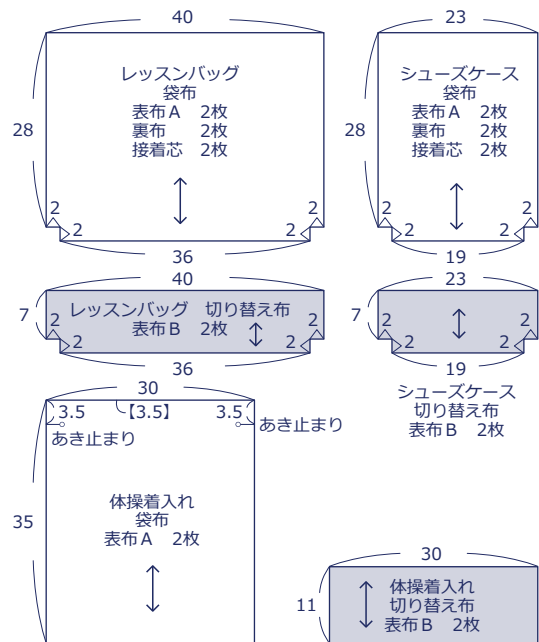 40
レッスンバッグ
袋布
表布A 2枚
裏布 2枚
接着芯 2枚
28
2
2
2
2
36
23
シューズケース
袋布
表布A 2枚
裏布 2枚
接着芯 2枚
28
2
2
2
2
19
40
レッスンバッグ 切り替え布
表布B 2枚
7
2
2
2
2
36
23
7
2
2
2
2
19
シューズケース
切り替え布
表布B 2枚
30
3.5
【3.5】
3.5
あき止まり
あき止まり
35
体操着入れ
袋布
表布A 2枚
30
11
体操着入れ
切り替え布
表布B 2枚